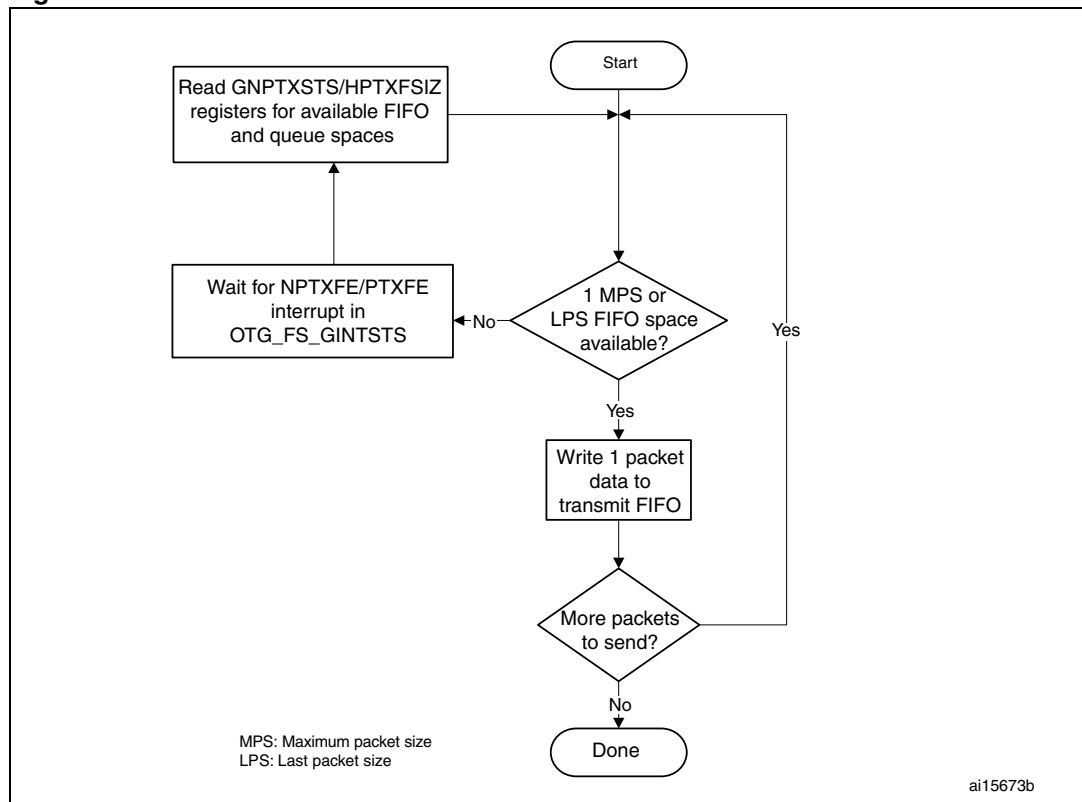 Start
Read GNPTXSTS/HPTXFSIZ
registers for available FIFO
and queue spaces
Wait for NPTXFE/PTXFE
interrupt in
OTG_FS_GINTSTS
No
1 MPS or
LPS FIFO space
available?
Yes
Yes
Write 1 packet
data to
transmit FIFO
More packets
to send?
No
Done
MPS: Maximum packet size
LPS: Last packet size
ai15673b